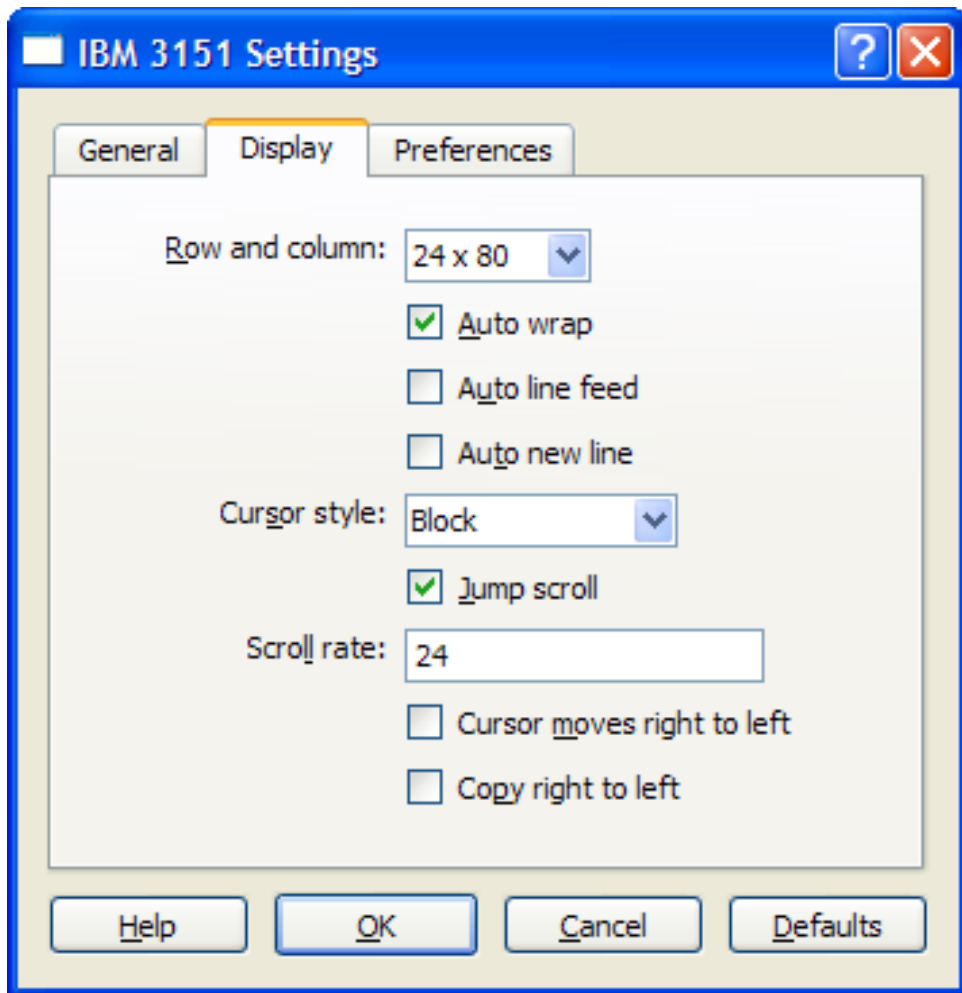 IBM 3151 Settings
General Display Preferences
Row and column: 24 x 80
Auto wrap
Auto line feed
Auto new line
Cursor style: Block
Jump scroll
Scroll rate: 24
Cursor moves right to left
Copy right to left
Help OK Cancel Defaults